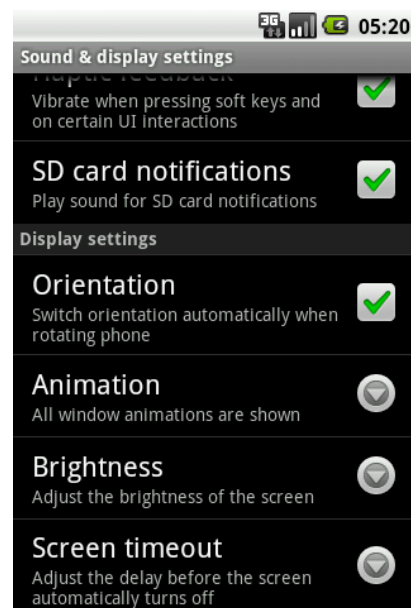 3G 05:20
Sound & display settings
Haptic feedback
Vibrate when pressing soft keys and
on certain UI interactions
SD card notifications
Play sound for SD card notifications
Display settings
Orientation
Switch orientation automatically when
rotating phone
Animation
All window animations are shown
Brightness
Adjust the brightness of the screen
Screen timeout
Adjust the delay before the screen
automatically turns off